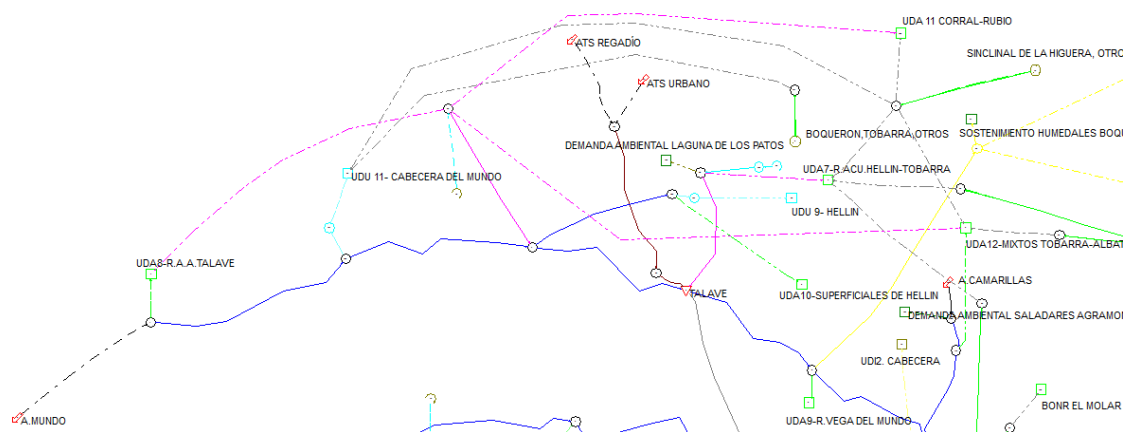 UDA 11 CORRAL-RUBIO
ATS REGADÍO
SINCLINAL DE LA HIGUERA, OTRO
ATS URBANO
BOQUERON,TOBARRA,OTROS
SOSTENIMIENTO HUMEDALES BOQU
DEMANDA AMBIENTAL LAGUNA DE LOS PATOS
UDU 11- CABECERA DEL MUNDO
UDA7-R.ACU.HELLIN-TOBARRA
UDU 9- HELLIN
UDA12-MIXTOS TOBARRA-ALBAT
UDA8-R.A.A.TALAVE
A.CAMARILLAS
TALAVE
UDA10-SUPERFICIALES DE HELLIN
DEMANDA AMBIENTAL SALADARES AGRAMON
UDI2. CABECERA
BONR EL MOLAR
A.MUNDO
UDA9-R.VEGA DEL MUNDO